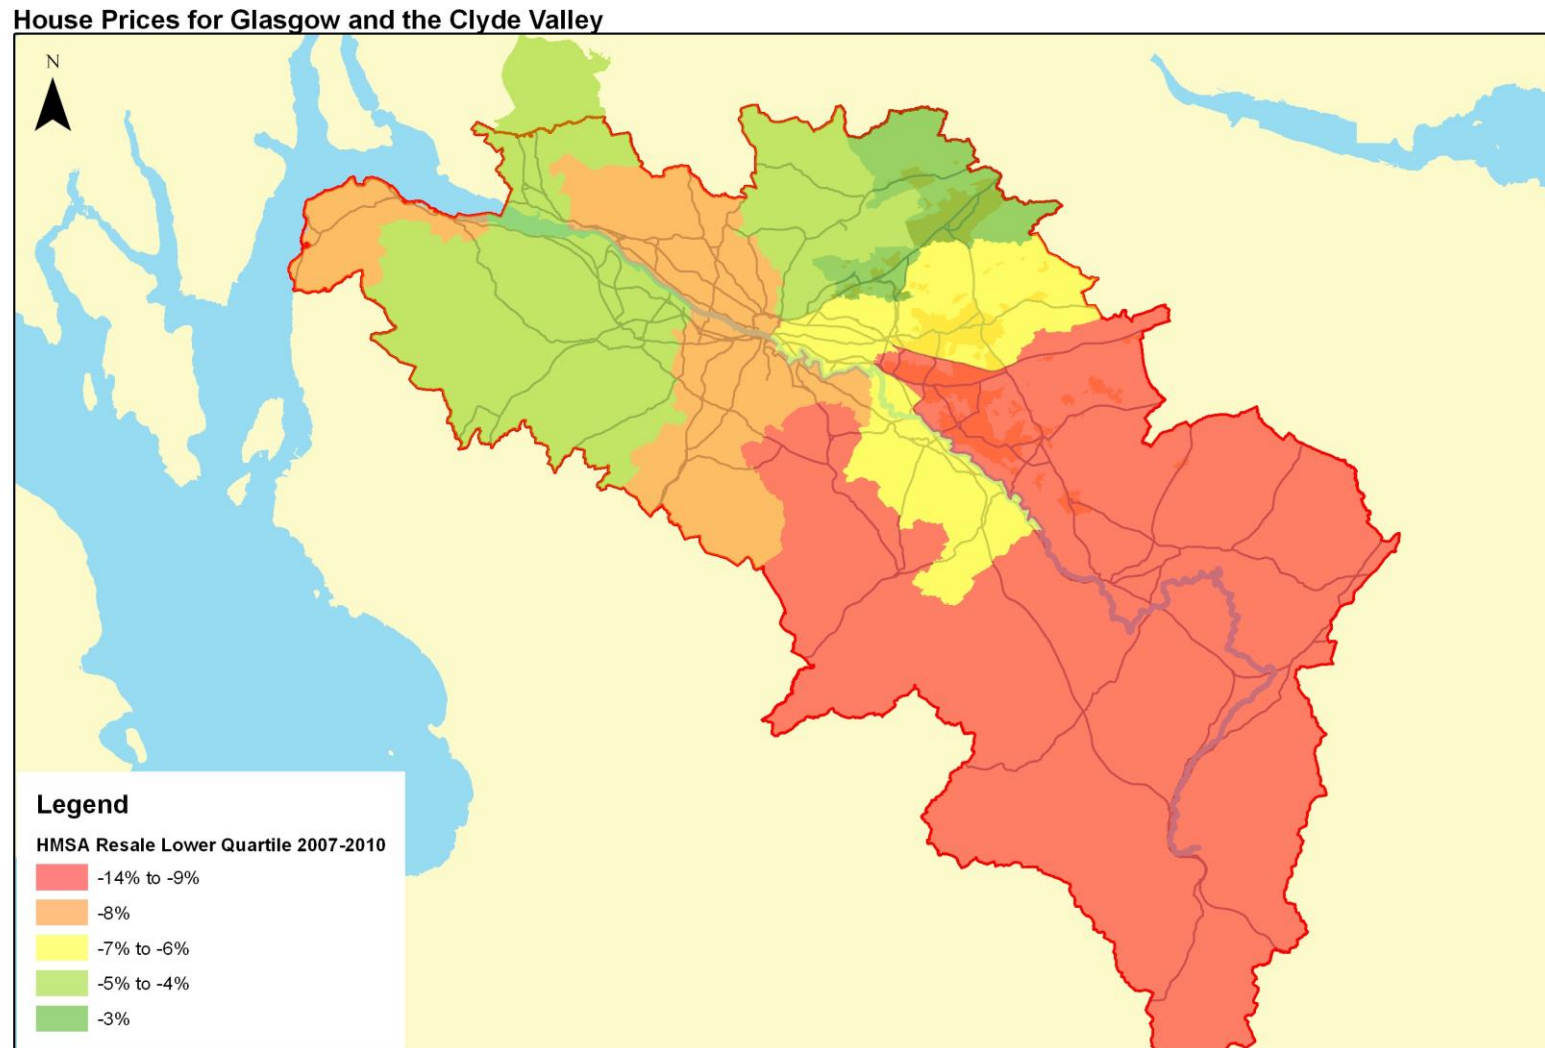 House Prices for Glasgow and the Clyde Valley
N
Legend
HMSA Resale Lower Quartile 2007-2010
-14% to -9%
-8%
-7% to -6%
-5% to -4%
-3%